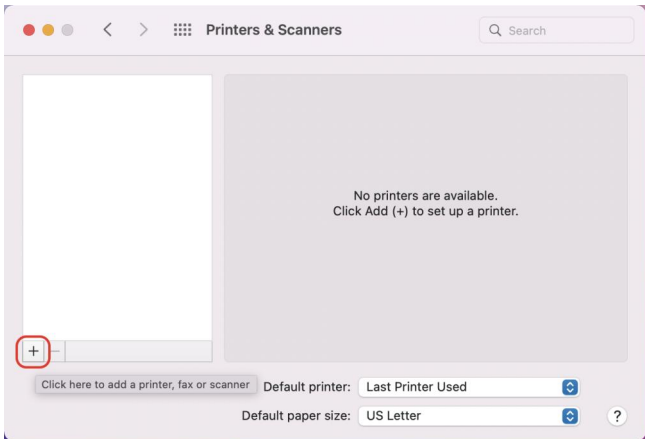 Printers & Scanners
Search
No printers are available.
Click Add (+) to set up a printer.
+ −
Click here to add a printer, fax or scanner
Default printer: Last Printer Used
Default paper size: US Letter
?